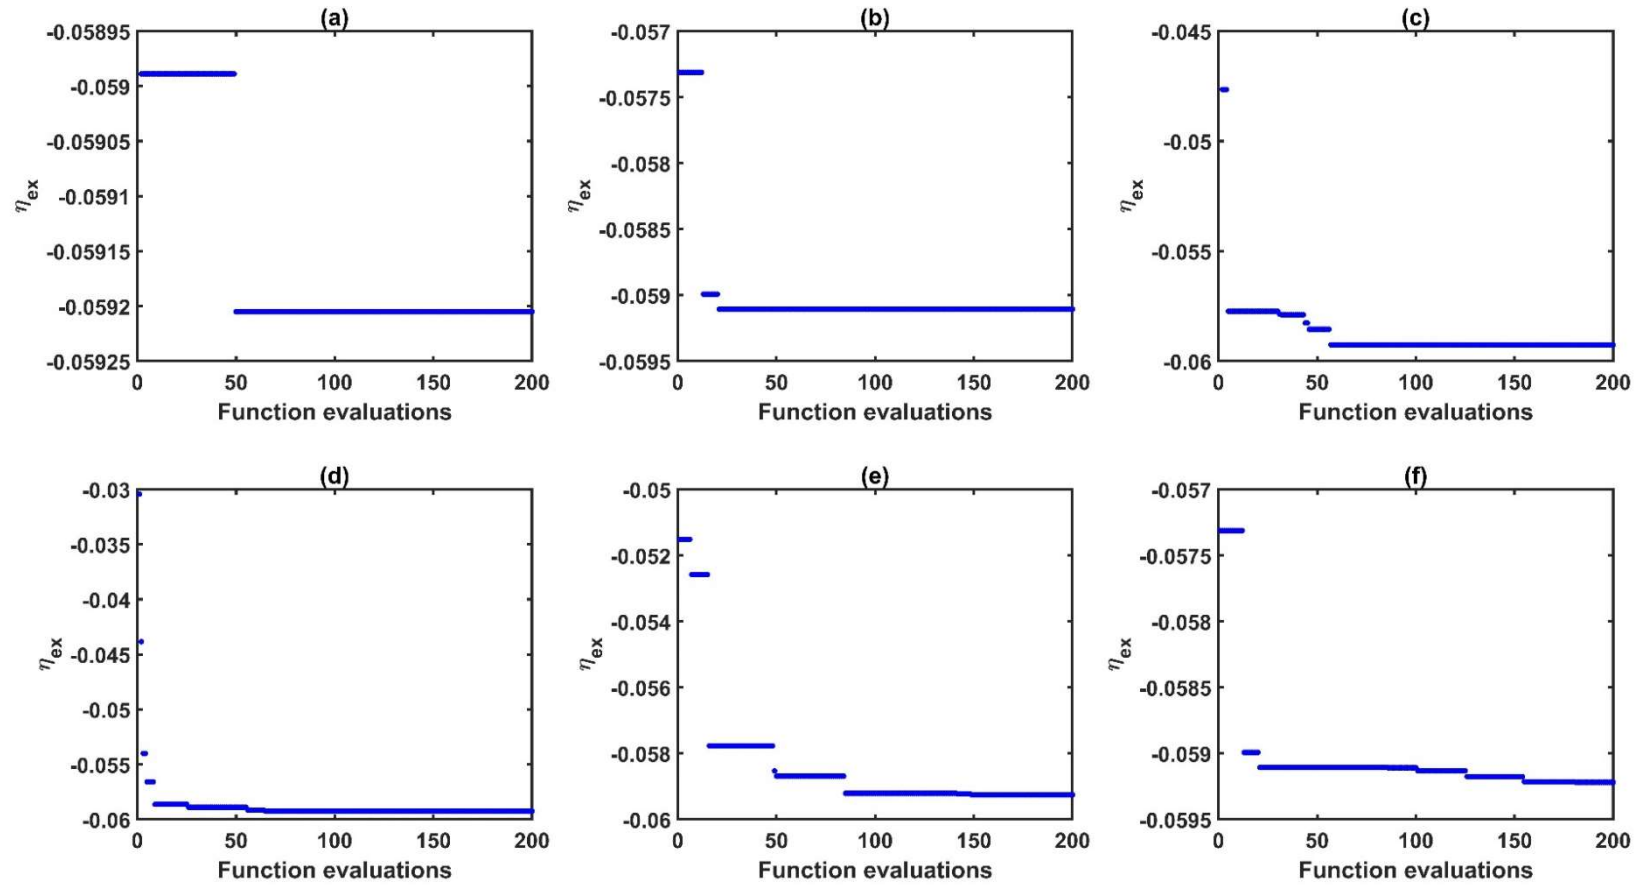 (a)
-0.05895
-0.059
-0.05905
-0.0591
-0.05915
-0.0592
-0.05925
η_ex
0 50 100 150 200
Function evaluations
(b)
-0.057
-0.0575
-0.058
-0.0585
-0.059
-0.0595
η_ex
0 50 100 150 200
Function evaluations
(c)
-0.045
-0.05
-0.055
-0.06
η_ex
0 50 100 150 200
Function evaluations
(d)
-0.03
-0.035
-0.04
-0.045
-0.05
-0.055
-0.06
η_ex
0 50 100 150 200
Function evaluations
(e)
-0.05
-0.052
-0.054
-0.056
-0.058
-0.06
η_ex
0 50 100 150 200
Function evaluations
(f)
-0.057
-0.0575
-0.058
-0.0585
-0.059
-0.0595
η_ex
0 50 100 150 200
Function evaluations